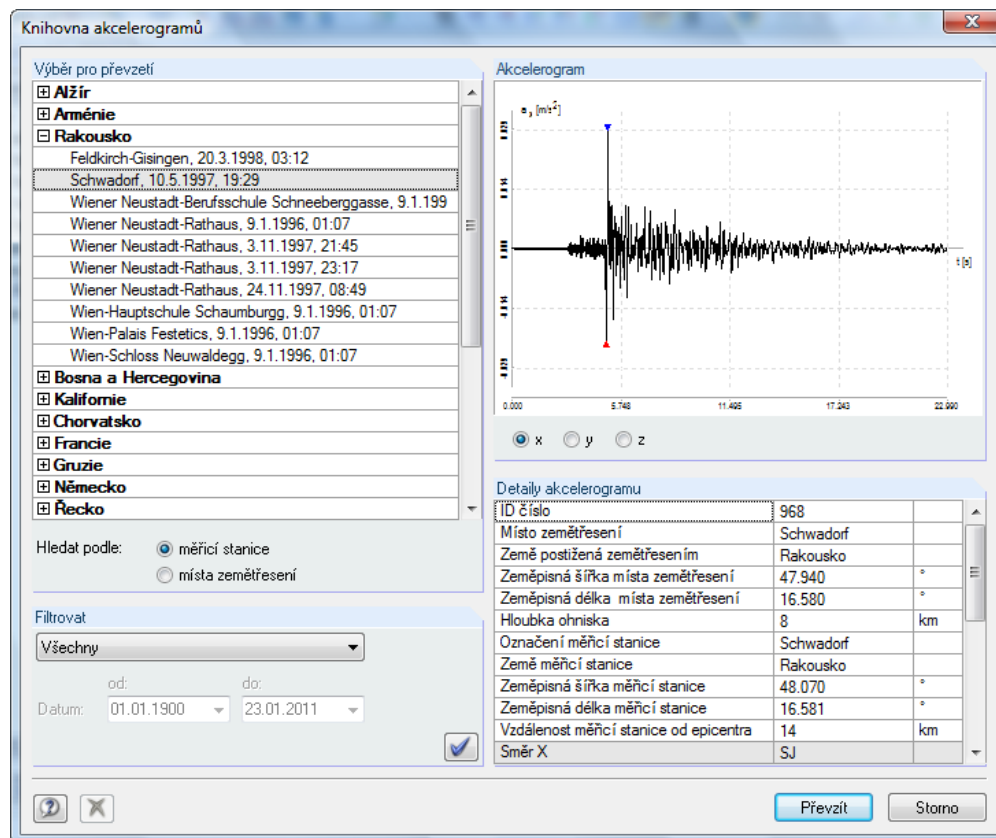 Knihovna akcelerogramů
Výběr pro převzetí
Alžír
Arménie
Rakousko
Feldkirch-Gisingen, 20.3.1998, 03:12
Schwadorf, 10.5.1997, 19:29
Wiener Neustadt-Berufsschule Schneeberggasse, 9.1.199
Wiener Neustadt-Rathaus, 9.1.1996, 01:07
Wiener Neustadt-Rathaus, 3.11.1997, 21:45
Wiener Neustadt-Rathaus, 3.11.1997, 23:17
Wiener Neustadt-Rathaus, 24.11.1997, 08:49
Wien-Hauptschule Schaumburgg, 9.1.1996, 01:07
Wien-Palais Festetics, 9.1.1996, 01:07
Wien-Schloss Neuwaldegg, 9.1.1996, 01:07
Bosna a Hercegovina
Kalifornie
Chorvatsko
Francie
Gruzie
Německo
Řecko
Hledat podle:
měřicí stanice
místa zemětřesení
Filtrovat
Všechny
od: do:
Datum: 01.01.1900 23.01.2011
Akcelerogram
[m/s²]
t [s]
0.000 5.748 11.495 17.243 22.990
x y z
Detaily akcelerogramu
ID číslo 968
Místo zemětřesení Schwadorf
Země postižená zemětřesením Rakousko
Zeměpisná šířka místa zemětřesení 47.940 °
Zeměpisná délka místa zemětřesení 16.580 °
Hloubka ohniska 8 km
Označení měřicí stanice Schwadorf
Země měřicí stanice Rakousko
Zeměpisná šířka měřicí stanice 48.070 °
Zeměpisná délka měřicí stanice 16.581 °
Vzdálenost měřicí stanice od epicentra 14 km
Směr X SJ
Převzít Storno